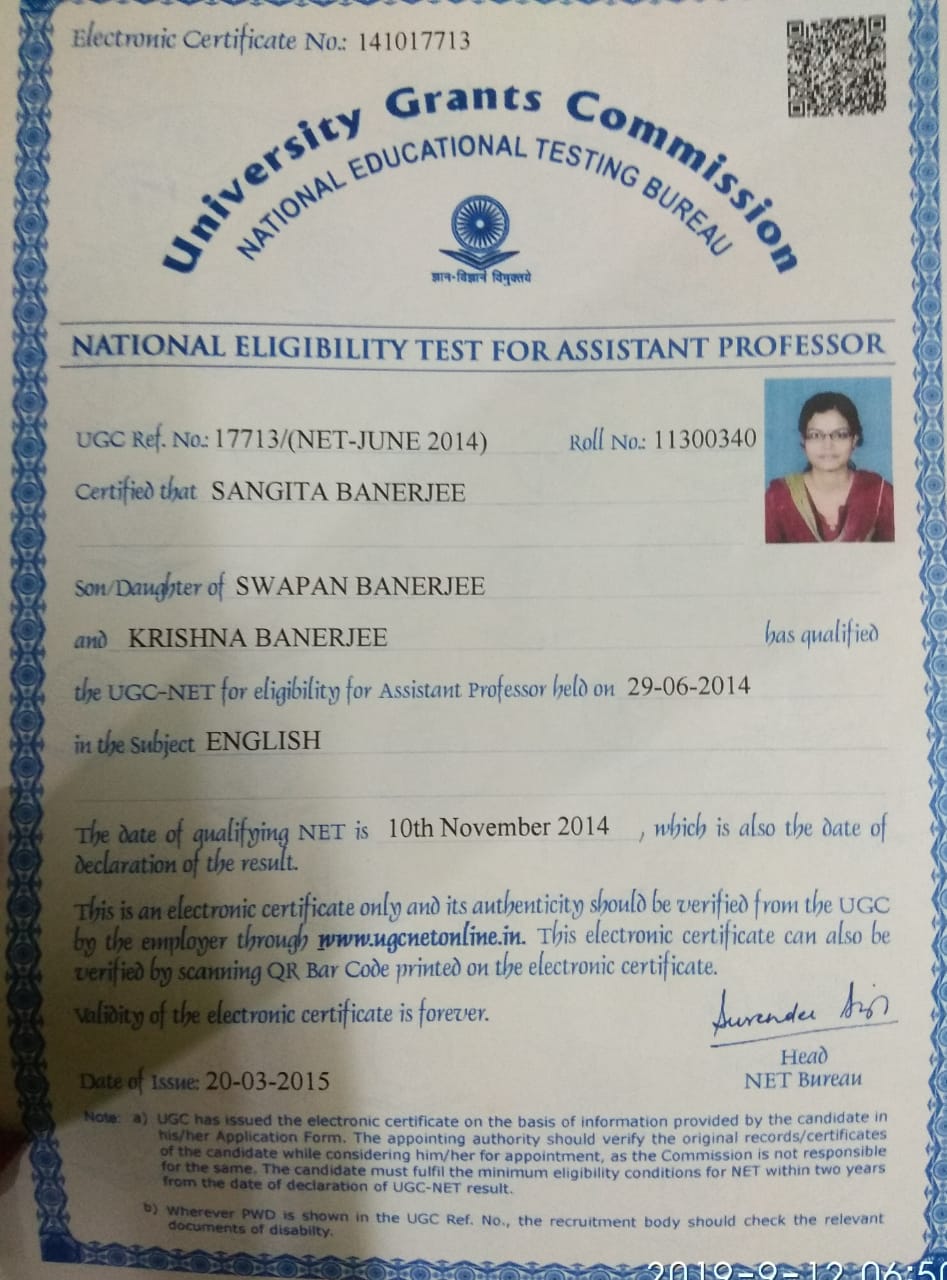 Electronic Certificate No.: 141017713
University Grants Commission
NATIONAL EDUCATIONAL TESTING BUREAU
ज्ञान-विज्ञानं विमुक्तये
NATIONAL ELIGIBILITY TEST FOR ASSISTANT PROFESSOR
UGC Ref. No.: 17713/(NET-JUNE 2014) Roll No.: 11300340
Certified that SANGITA BANERJEE
Son/Daughter of SWAPAN BANERJEE
and KRISHNA BANERJEE has qualified
the UGC-NET for eligibility for Assistant Professor held on 29-06-2014
in the Subject ENGLISH
The date of qualifying NET is 10th November 2014 , which is also the date of
declaration of the result.
This is an electronic certificate only and its authenticity should be verified from the UGC
by the employer through www.ugcnetonline.in. This electronic certificate can also be
verified by scanning QR Bar Code printed on the electronic certificate.
Validity of the electronic certificate is forever.
Surender Sign
Head
NET Bureau
Date of Issue: 20-03-2015
Note: a) UGC has issued the electronic certificate on the basis of information provided by the candidate in
his/her Application Form. The appointing authority should verify the original records/certificates
of the candidate while considering him/her for appointment, as the Commission is not responsible
for the same. The candidate must fulfil the minimum eligibility conditions for NET within two years
from the date of declaration of UGC-NET result.
b) Wherever PWD is shown in the UGC Ref. No., the recruitment body should check the relevant
documents of disabilty.
2019-9-12 06:5